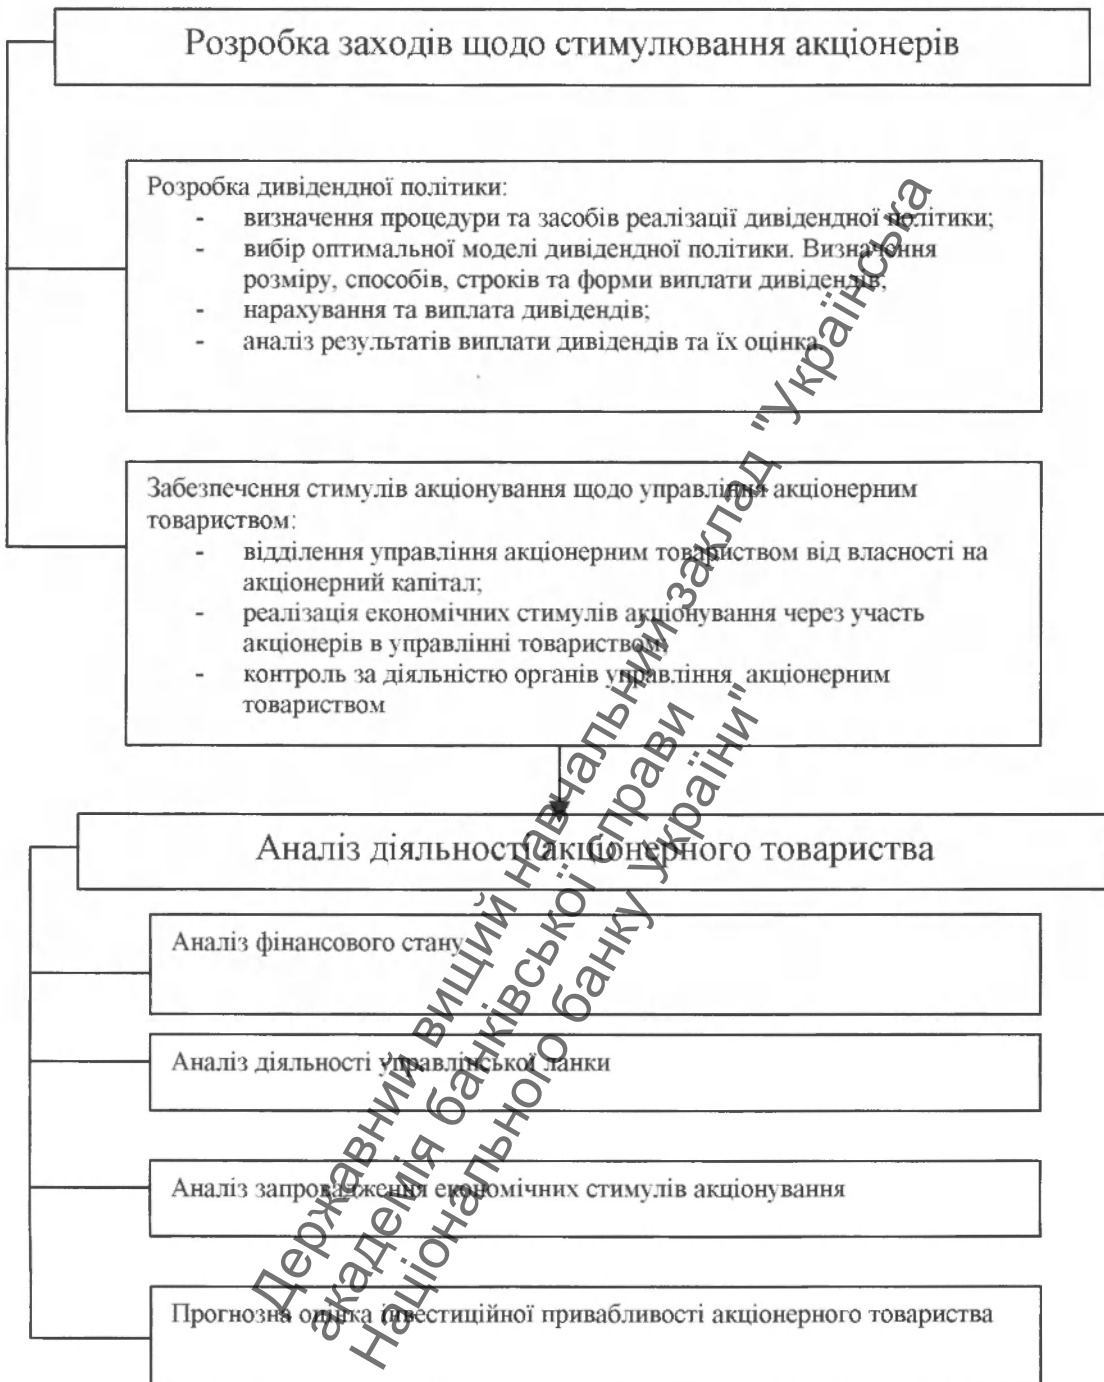 Розробка заходів щодо стимулювання акціонерів
Розробка дивідендної політики:
- визначення процедури та засобів реалізації дивідендної політики;
- вибір оптимальної моделі дивідендної політики. Визначення
розміру, способів, строків та форми виплати дивідендів;
- нарахування та виплата дивідендів;
- аналіз результатів виплати дивідендів та їх оцінка
Забезпечення стимулів акціонування щодо управління акціонерним
товариством:
- відділення управління акціонерним товариством від власності на
акціонерний капітал;
- реалізація економічних стимулів акціонування через участь
акціонерів в управлінні товариством;
- контроль за діяльністю органів управління акціонерним
товариством
Аналіз діяльності акціонерного товариства
Аналіз фінансового стану
Аналіз діяльності управлінської ланки
Аналіз запровадження економічних стимулів акціонування
Прогнозна оцінка інвестиційної привабливості акціонерного товариства
Державний вищий навчальний заклад "Українська
академія банківської справи
Національного банку України"